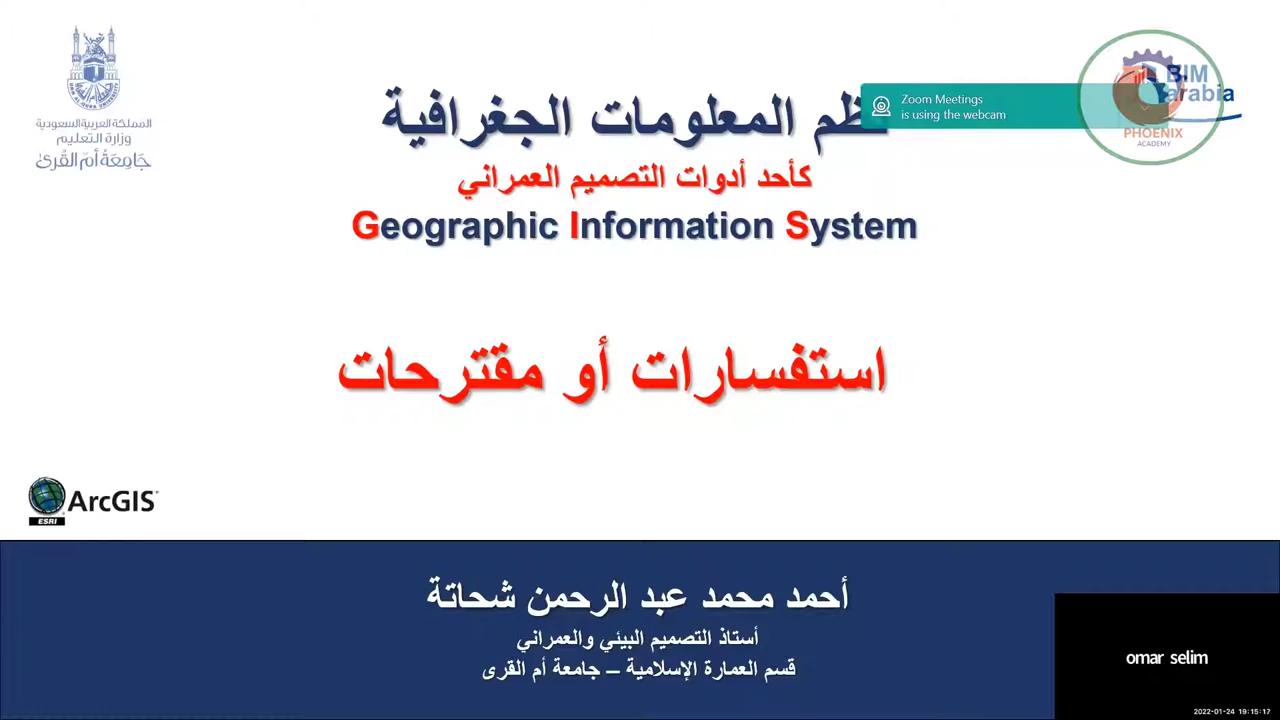 المملكة العربية السعودية
وزارة التعليم
جامعة أم القرى
نظم المعلومات الجغرافية
كأحد أدوات التصميم العمراني
Geographic Information System
Zoom Meetings
is using the webcam
BIM
arabia
PHOENIX
ACADEMY
استفسارات أو مقترحات
ArcGIS
ESRI
أحمد محمد عبد الرحمن شحاتة
أستاذ التصميم البيئي والعمراني
قسم العمارة الإسلامية – جامعة أم القرى
omar selim
2022-01-24 19:15:17